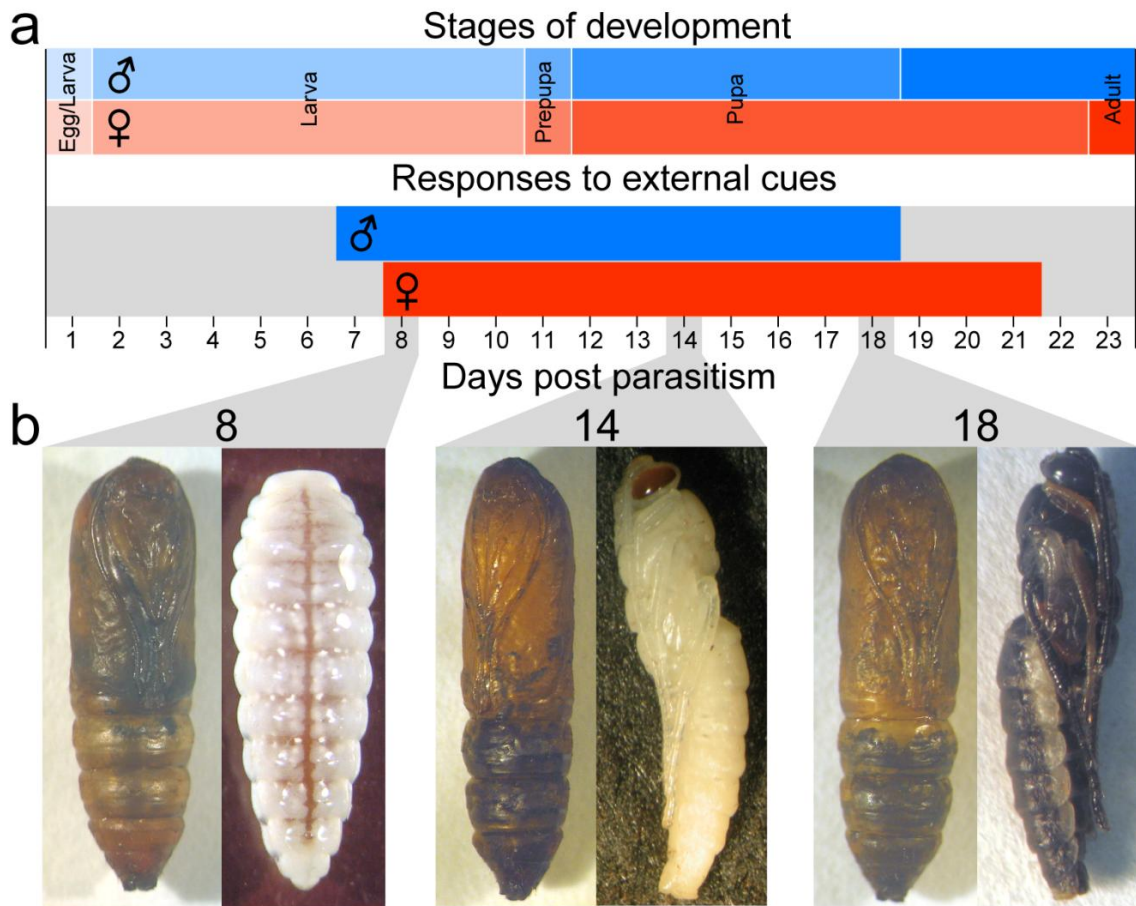 a
Stages of development
♂
♀
Egg/Larva
Larva
Prepupa
Pupa
Adult
Responses to external cues
♂
♀
1 2 3 4 5 6 7 8 9 10 11 12 13 14 15 16 17 18 19 20 21 22 23
Days post parasitism
b
8 14 18